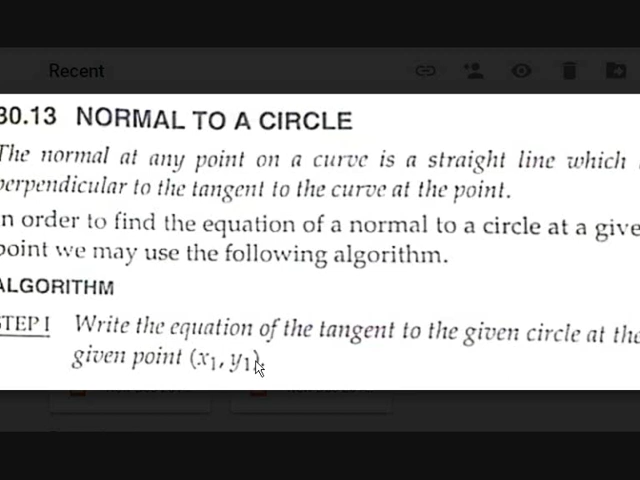 Recent
30.13 NORMAL TO A CIRCLE
The normal at any point on a curve is a straight line which
perpendicular to the tangent to the curve at the point.
In order to find the equation of a normal to a circle at a give
point we may use the following algorithm.
ALGORITHM
STEP I Write the equation of the tangent to the given circle at the
given point (x₁, y₁).